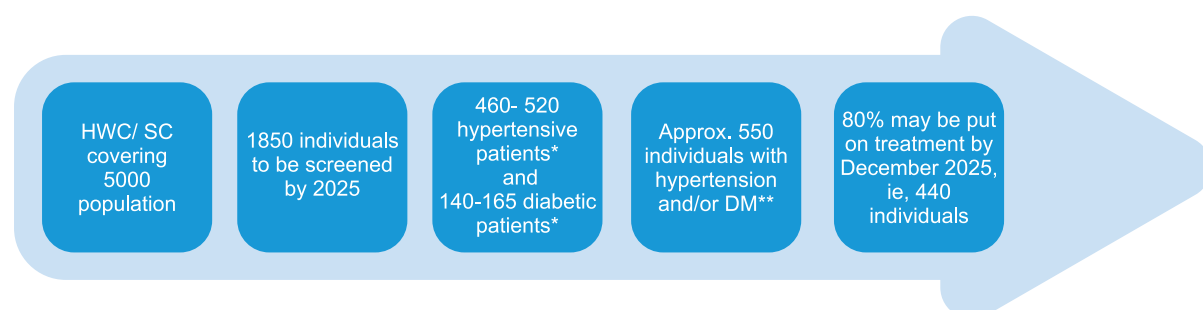 HWC/ SC
covering
5000
population
1850 individuals
to be screened
by 2025
460- 520
hypertensive
patients*
and
140-165 diabetic
patients*
Approx. 550
individuals with
hypertension
and/or DM**
80% may be put
on treatment by
December 2025,
ie, 440
individuals